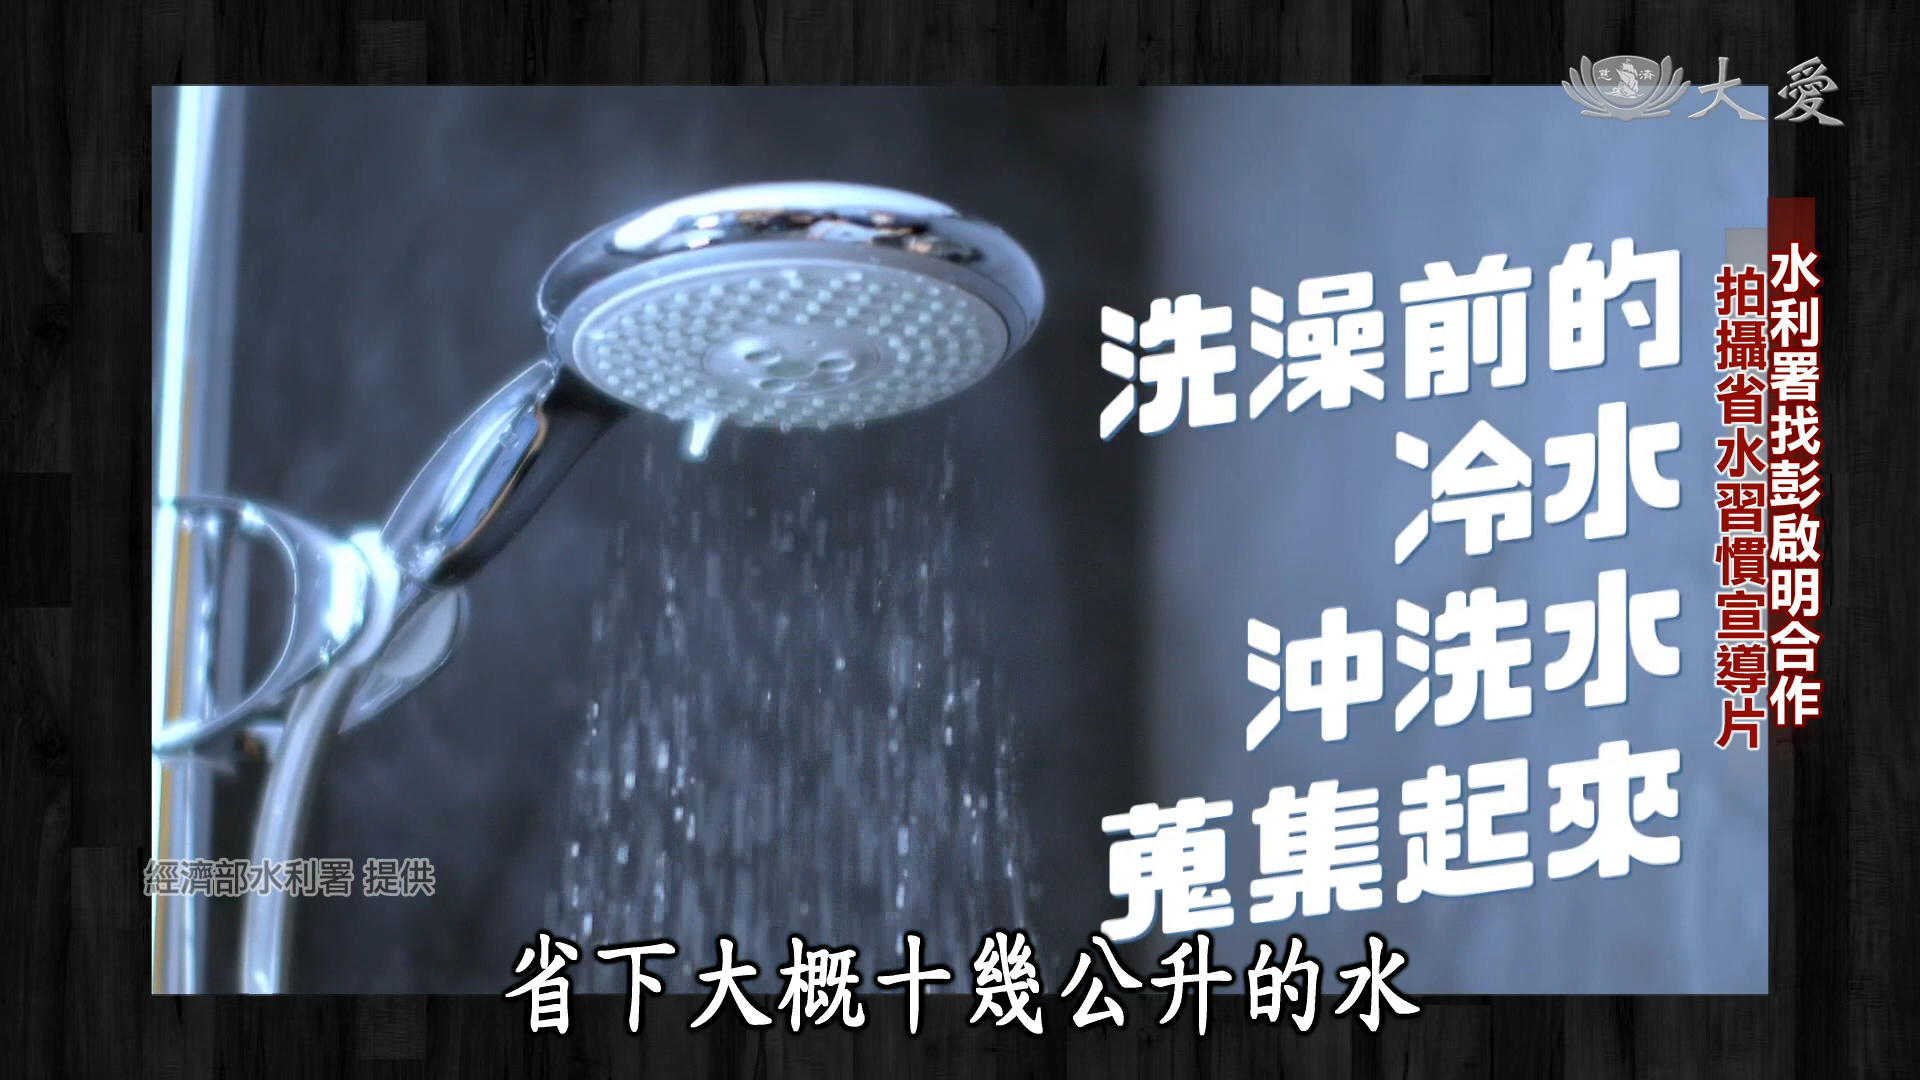 慈濟
大愛
水利署找彭啟明合作
拍攝省水習慣宣導片
洗澡前的
冷水
沖洗水
蒐集起來
經濟部水利署 提供
省下大概十幾公升的水